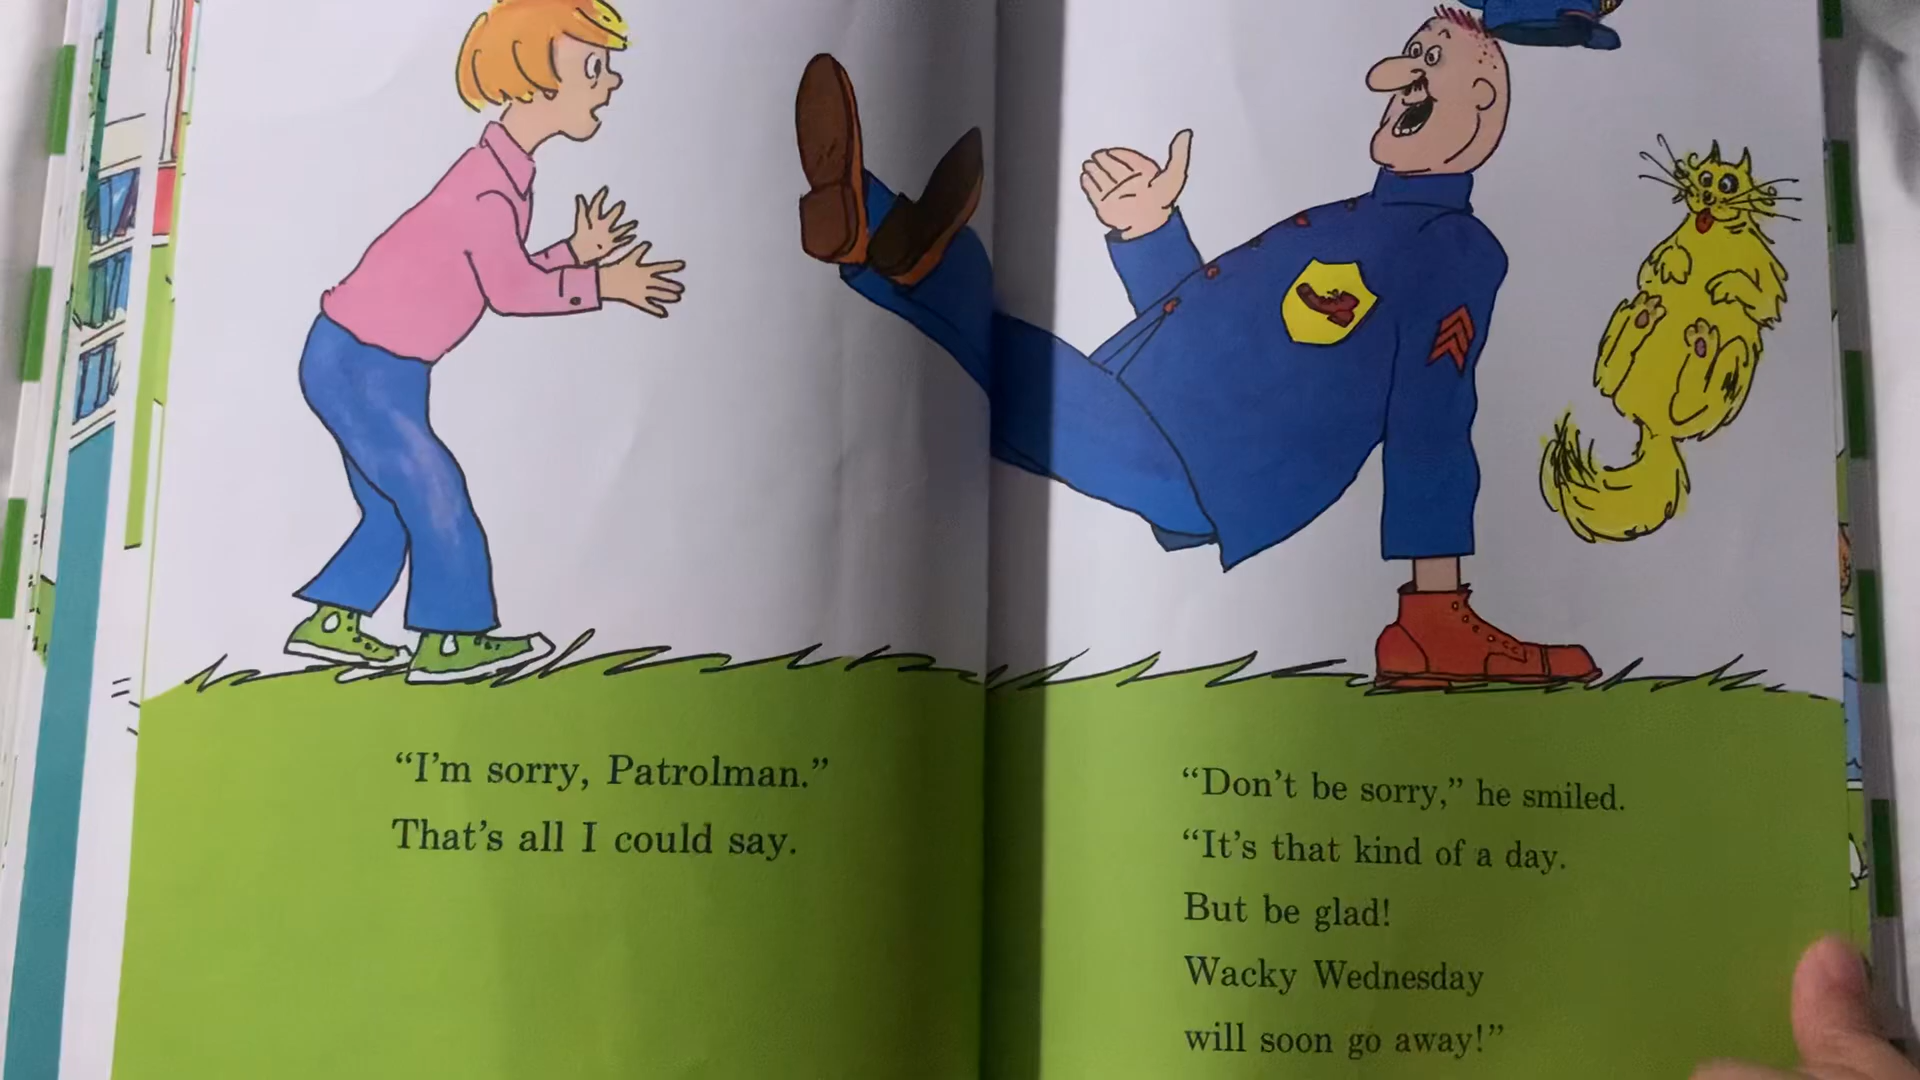 “I'm sorry, Patrolman.”
That's all I could say.
“Don't be sorry,” he smiled.
“It's that kind of a day.
But be glad!
Wacky Wednesday
will soon go away!”